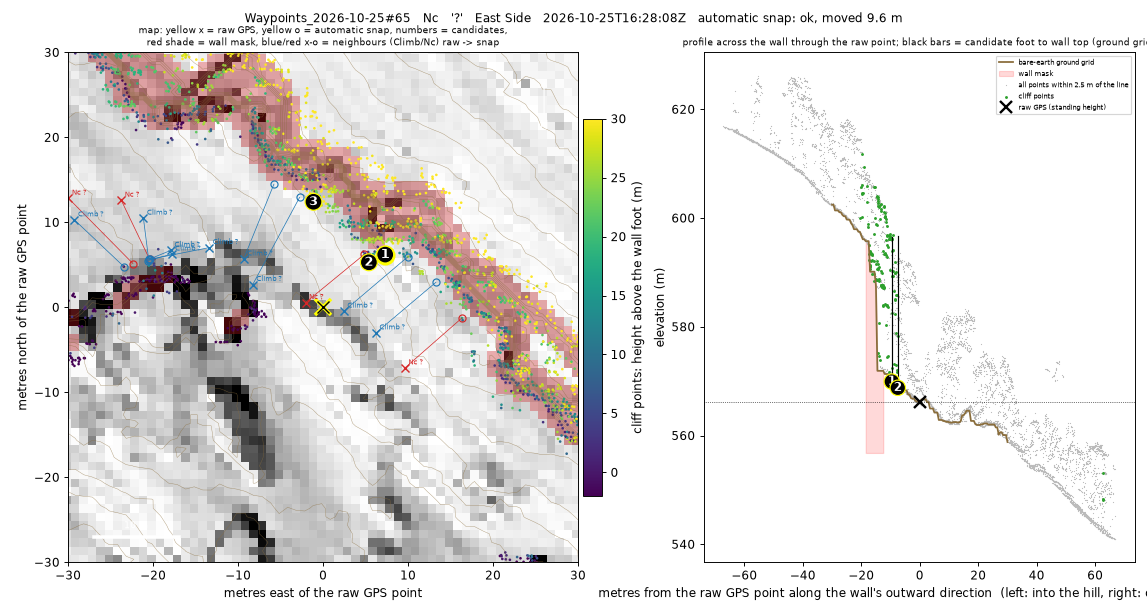 Waypoints_2026-10-25#65 Nc '?' East Side 2026-10-25T16:28:08Z automatic snap: ok, moved 9.6 m
map: yellow x = raw GPS, yellow o = automatic snap, numbers = candidates,
red shade = wall mask, blue/red x-o = neighbours (Climb/Nc) raw -> snap
30
20
10
0
−10
−20
−30
−30
−20
−10
0
10
20
30
metres north of the raw GPS point
metres east of the raw GPS point
Nc ?
Climb ?
Nc ?
Climb ?
Climb ?
Climb ?
Nc ?
Climb ?
Climb ?
Nc ?
1
2
3
30
25
20
15
10
5
0
cliff points: height above the wall foot (m)
profile across the wall through the raw point; black bars = candidate foot to wall top (ground gri
bare-earth ground grid
wall mask
all points within 2.5 m of the line
cliff points
raw GPS (standing height)
620
600
580
560
540
elevation (m)
2
−60
−40
−20
0
20
40
60
metres from the raw GPS point along the wall's outward direction (left: into the hill, right: